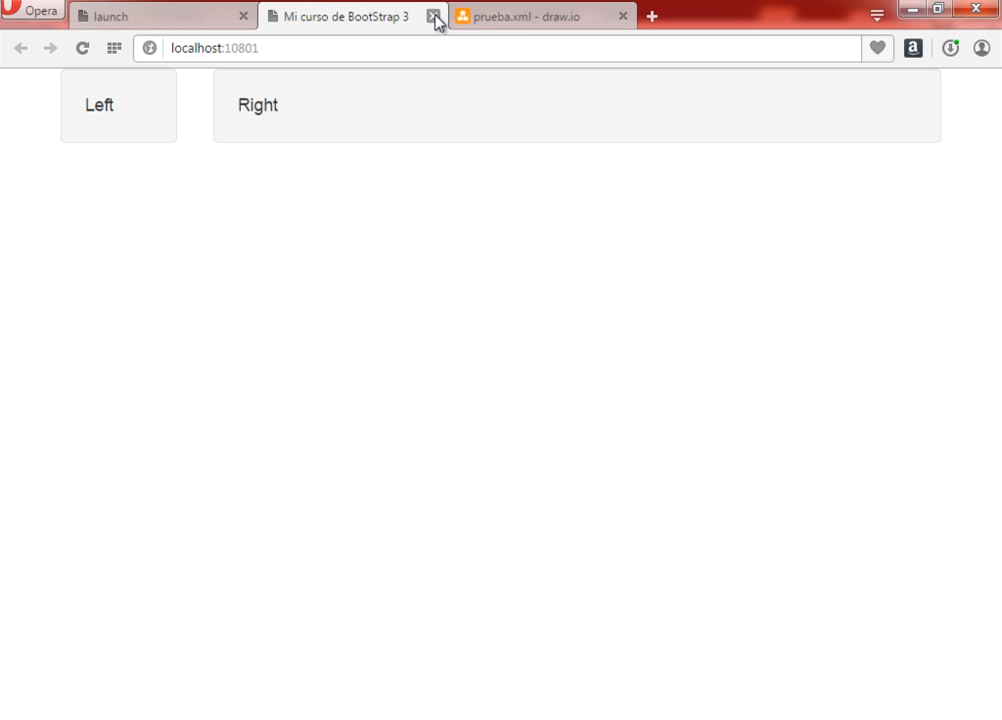 Opera
launch
Mi curso de BootStrap 3
prueba.xml - draw.io
localhost:10801
a
Left
Right